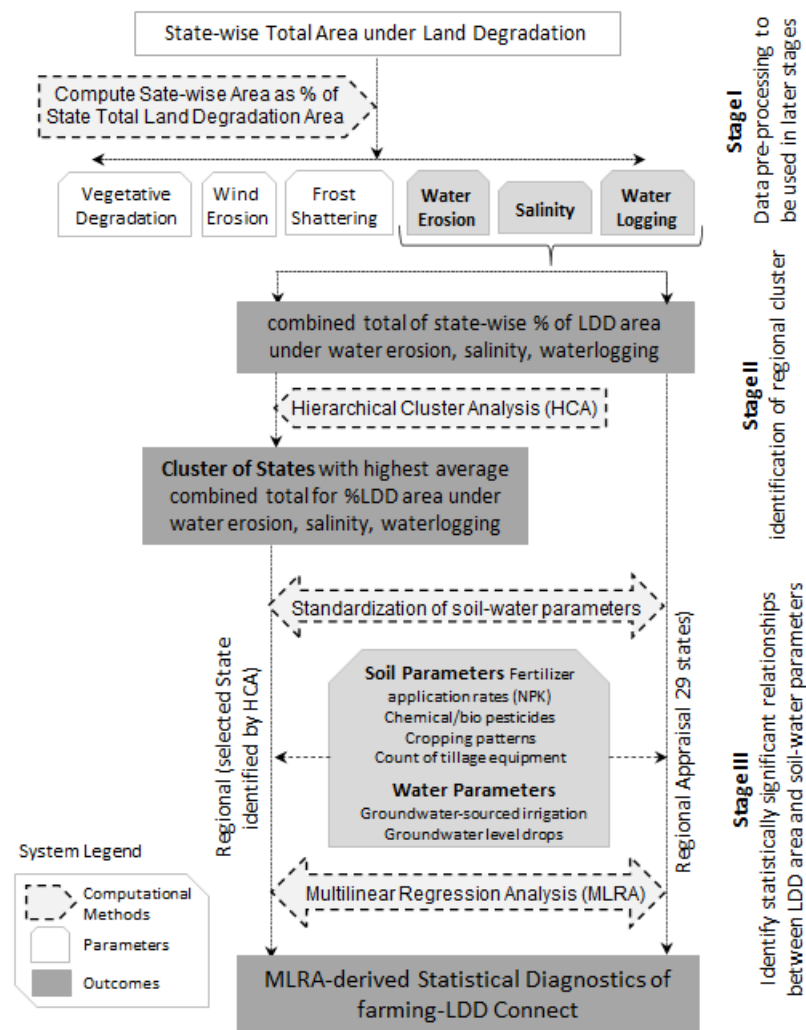 State-wise Total Area under Land Degradation
Compute Sate-wise Area as % of
State Total Land Degradation Area
Stage I
Data pre-processing to
be used in later stages
Vegetative
Degradation
Wind
Erosion
Frost
Shattering
Water
Erosion
Salinity
Water
Logging
combined total of state-wise % of LDD area
under water erosion, salinity, waterlogging
Stage II
identification of regional cluster
Hierarchical Cluster Analysis (HCA)
Cluster of States with highest average
combined total for %LDD area under
water erosion, salinity, waterlogging
Standardization of soil-water parameters
Regional (selected State
identified by HCA)
Soil Parameters Fertilizer
application rates (NPK)
Chemical/bio pesticides
Cropping patterns
Count of tillage equipment
Water Parameters
Groundwater-sourced irrigation
Groundwater level drops
Regional Appraisal 29 states)
Stage III
Identify statistically significant relationships
between LDD area and soil-water parameters
Multilinear Regression Analysis (MLRA)
System Legend
Computational
Methods
Parameters
Outcomes
MLRA-derived Statistical Diagnostics of
farming-LDD Connect